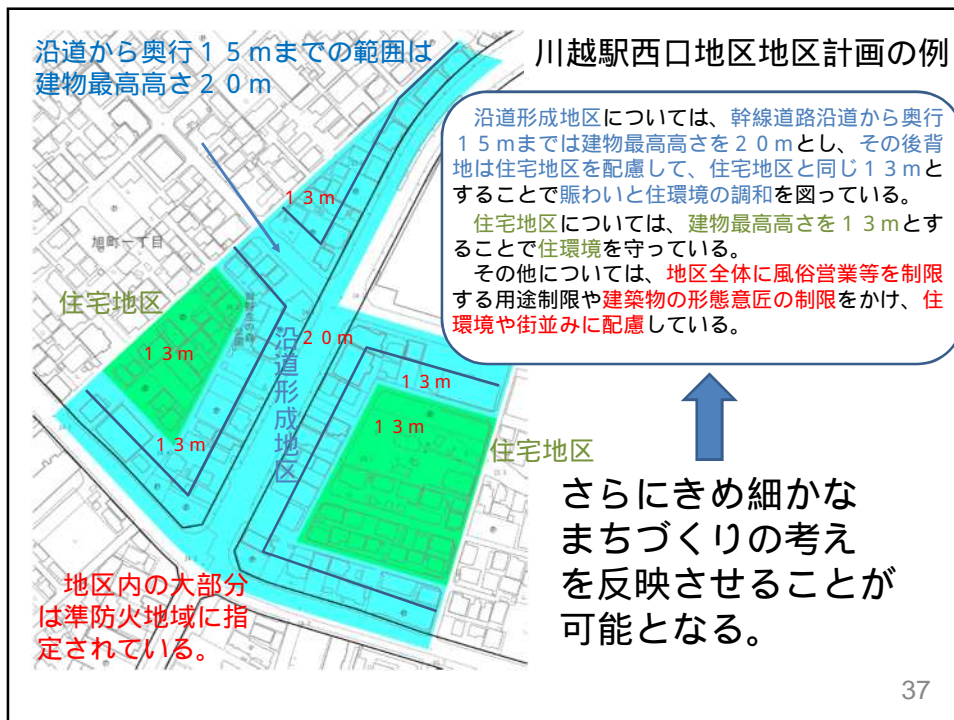 沿道から奥行１５ｍまでの範囲は
建物最高高さ２０ｍ
川越駅西口地区地区計画の例
沿道形成地区については、幹線道路沿道から奥行
１５ｍまでは建物最高高さを２０ｍとし、その後背
地は住宅地区を配慮して、住宅地区と同じ１３ｍと
することで賑わいと住環境の調和を図っている。
住宅地区については、建物最高高さを１３ｍとす
ることで住環境を守っている。
その他については、地区全体に風俗営業等を制限
する用途制限や建築物の形態意匠の制限をかけ、住
環境や街並みに配慮している。
１３ｍ
旭町一丁目
住宅地区
１３ｍ
２０ｍ
沿道形成地区
１３ｍ
１３ｍ
１３ｍ
住宅地区
さらにきめ細かな
まちづくりの考え
を反映させることが
可能となる。
地区内の大部分
は準防火地域に指
定されている。
37